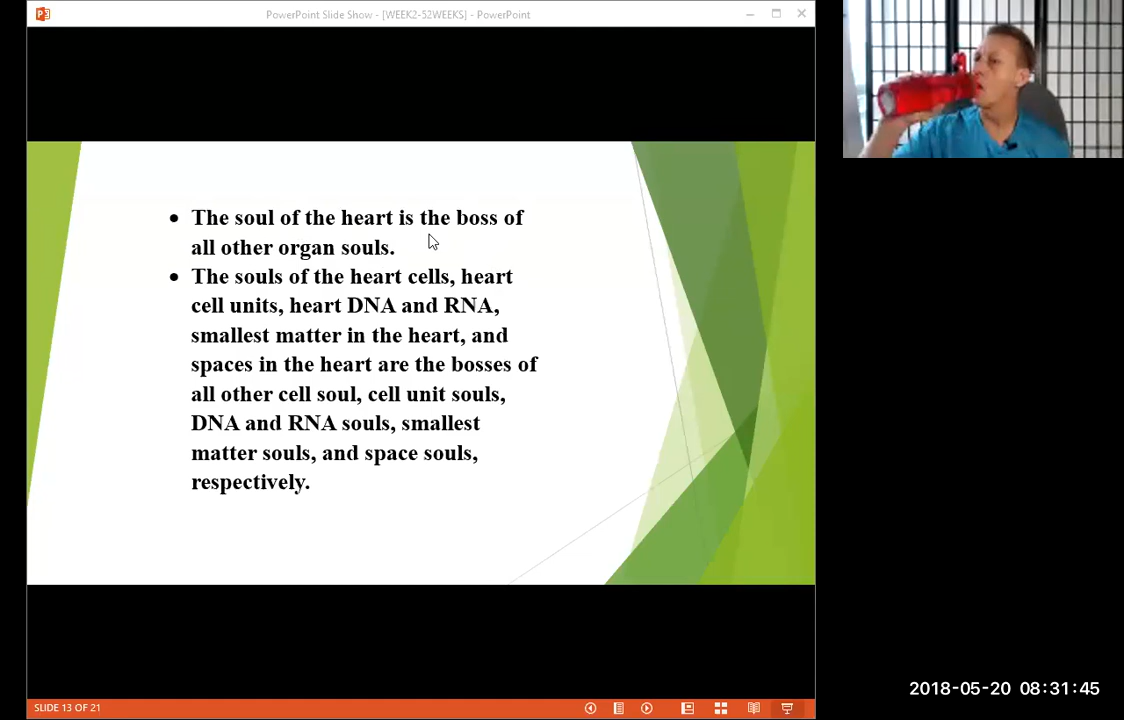 PowerPoint Slide Show - [WEEK2-52WEEKS] - PowerPoint
• The soul of the heart is the boss of
all other organ souls.
• The souls of the heart cells, heart
cell units, heart DNA and RNA,
smallest matter in the heart, and
spaces in the heart are the bosses of
all other cell soul, cell unit souls,
DNA and RNA souls, smallest
matter souls, and space souls,
respectively.
2018-05-20 08:31:45
SLIDE 13 OF 21